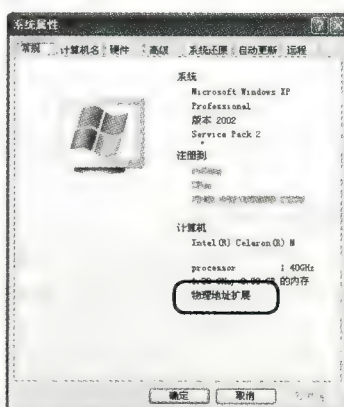 系统属性
常规 计算机名 硬件 高级 系统还原 自动更新 远程
系统
Microsoft Windows XP
Professional
版本 2002
Service Pack 2
注册到
计算机
Intel(R) Celeron(R) M
processor 1.40GHz
的内存
物理地址扩展
确定 取消